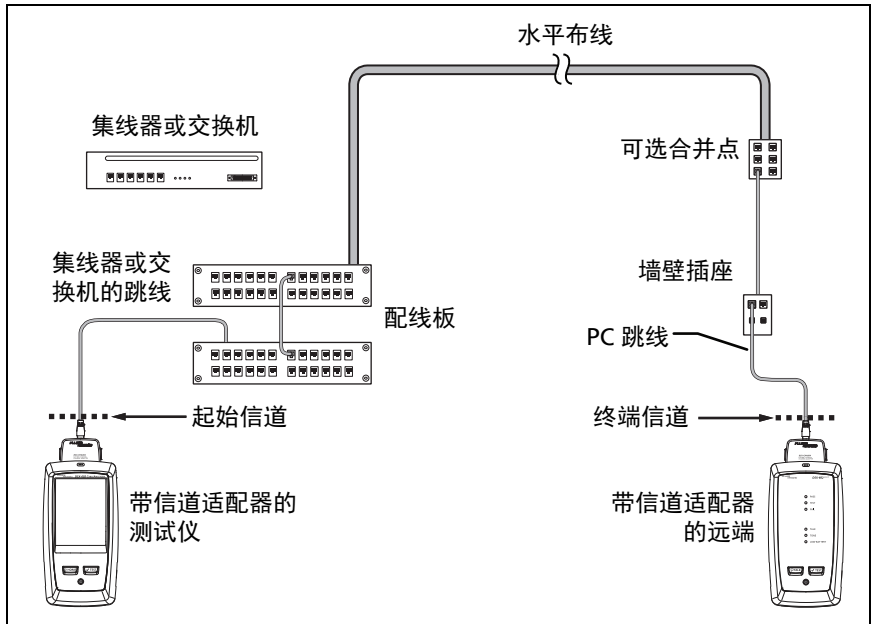 水平布线
集线器或交换机
可选合并点
集线器或交
换机的跳线
墙壁插座
配线板
PC 跳线
起始信道
终端信道
带信道适配器的
测试仪
带信道适配器
的远端